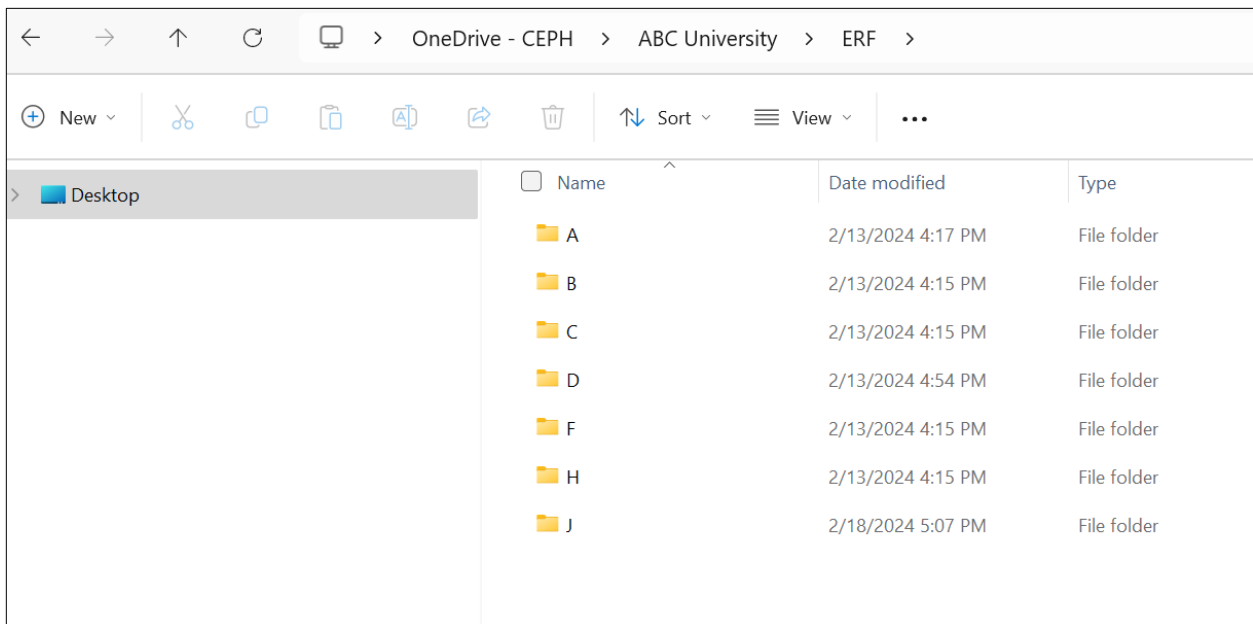 OneDrive - CEPH > ABC University > ERF >
New Sort View ...
Desktop
Name Date modified Type
A 2/13/2024 4:17 PM File folder
B 2/13/2024 4:15 PM File folder
C 2/13/2024 4:15 PM File folder
D 2/13/2024 4:54 PM File folder
F 2/13/2024 4:15 PM File folder
H 2/13/2024 4:15 PM File folder
J 2/18/2024 5:07 PM File folder